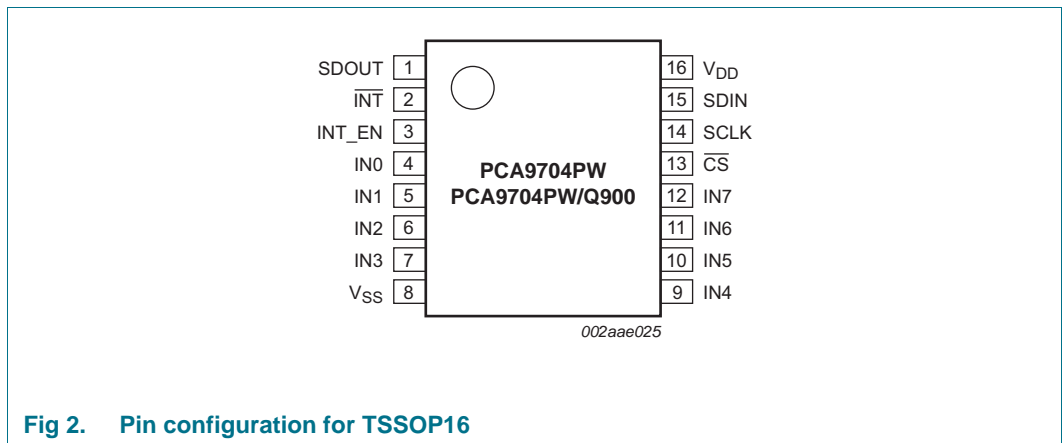 SDOUT 1
INT 2
INT_EN 3
IN0 4
IN1 5
IN2 6
IN3 7
VSS 8
PCA9704PW
PCA9704PW/Q900
16 VDD
15 SDIN
14 SCLK
13 CS
12 IN7
11 IN6
10 IN5
9 IN4
002aae025
Fig 2. Pin configuration for TSSOP16